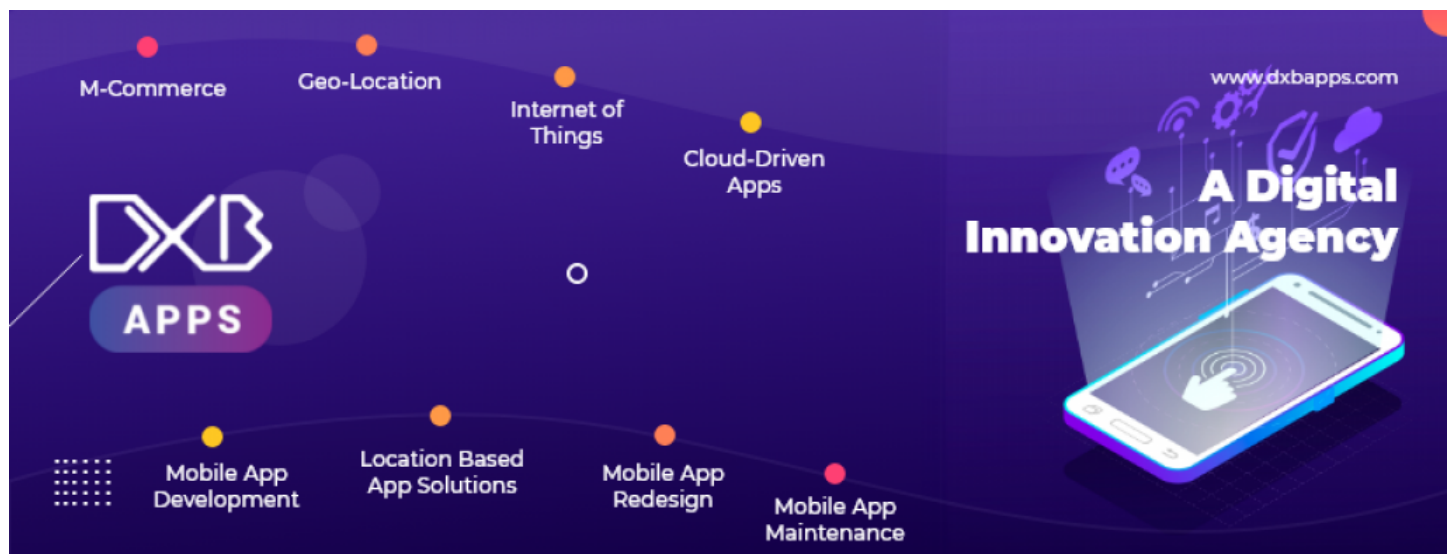 M-Commerce
Geo-Location
Internet of
Things
Cloud-Driven
Apps
www.dxbapps.com
A Digital
Innovation Agency
DXB
APPS
Mobile App
Development
Location Based
App Solutions
Mobile App
Redesign
Mobile App
Maintenance